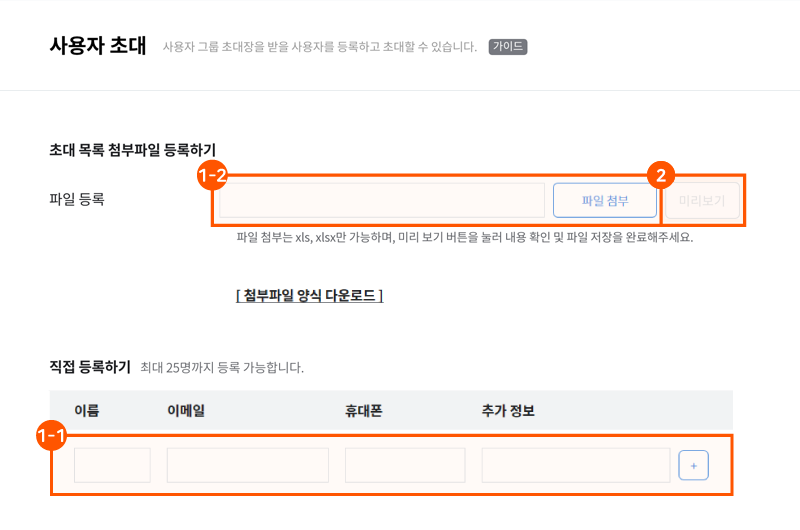 사용자 초대 사용자 그룹 초대장을 받을 사용자를 등록하고 초대할 수 있습니다. 가이드
초대 목록 첨부파일 등록하기
1-2 2
파일 등록 파일 첨부 미리보기
파일 첨부는 xls, xlsx만 가능하며, 미리 보기 버튼을 눌러 내용 확인 및 파일 저장을 완료해주세요.
[ 첨부파일 양식 다운로드 ]
직접 등록하기 최대 25명까지 등록 가능합니다.
이름 이메일 휴대폰 추가 정보
1-1
+